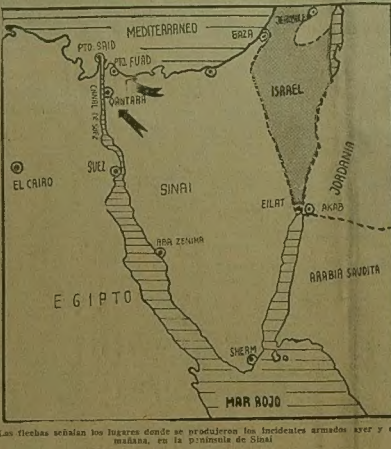 MEDITERRANEO
PTO. SAID
PTO. FUAD
GAZA
QANTARA
CANAL DE SUEZ
ISRAEL
SUEZ
SINAI
JORDANIA
EL CAIRO
EILAT
AKAB
ABA ZENIMA
ARABIA SAUDITA
EGIPTO
SHERM
MAR ROJO
Las flechas señalan los lugares donde se produjeron los incidentes armados ayer y
mañana, en la península de Sinaí